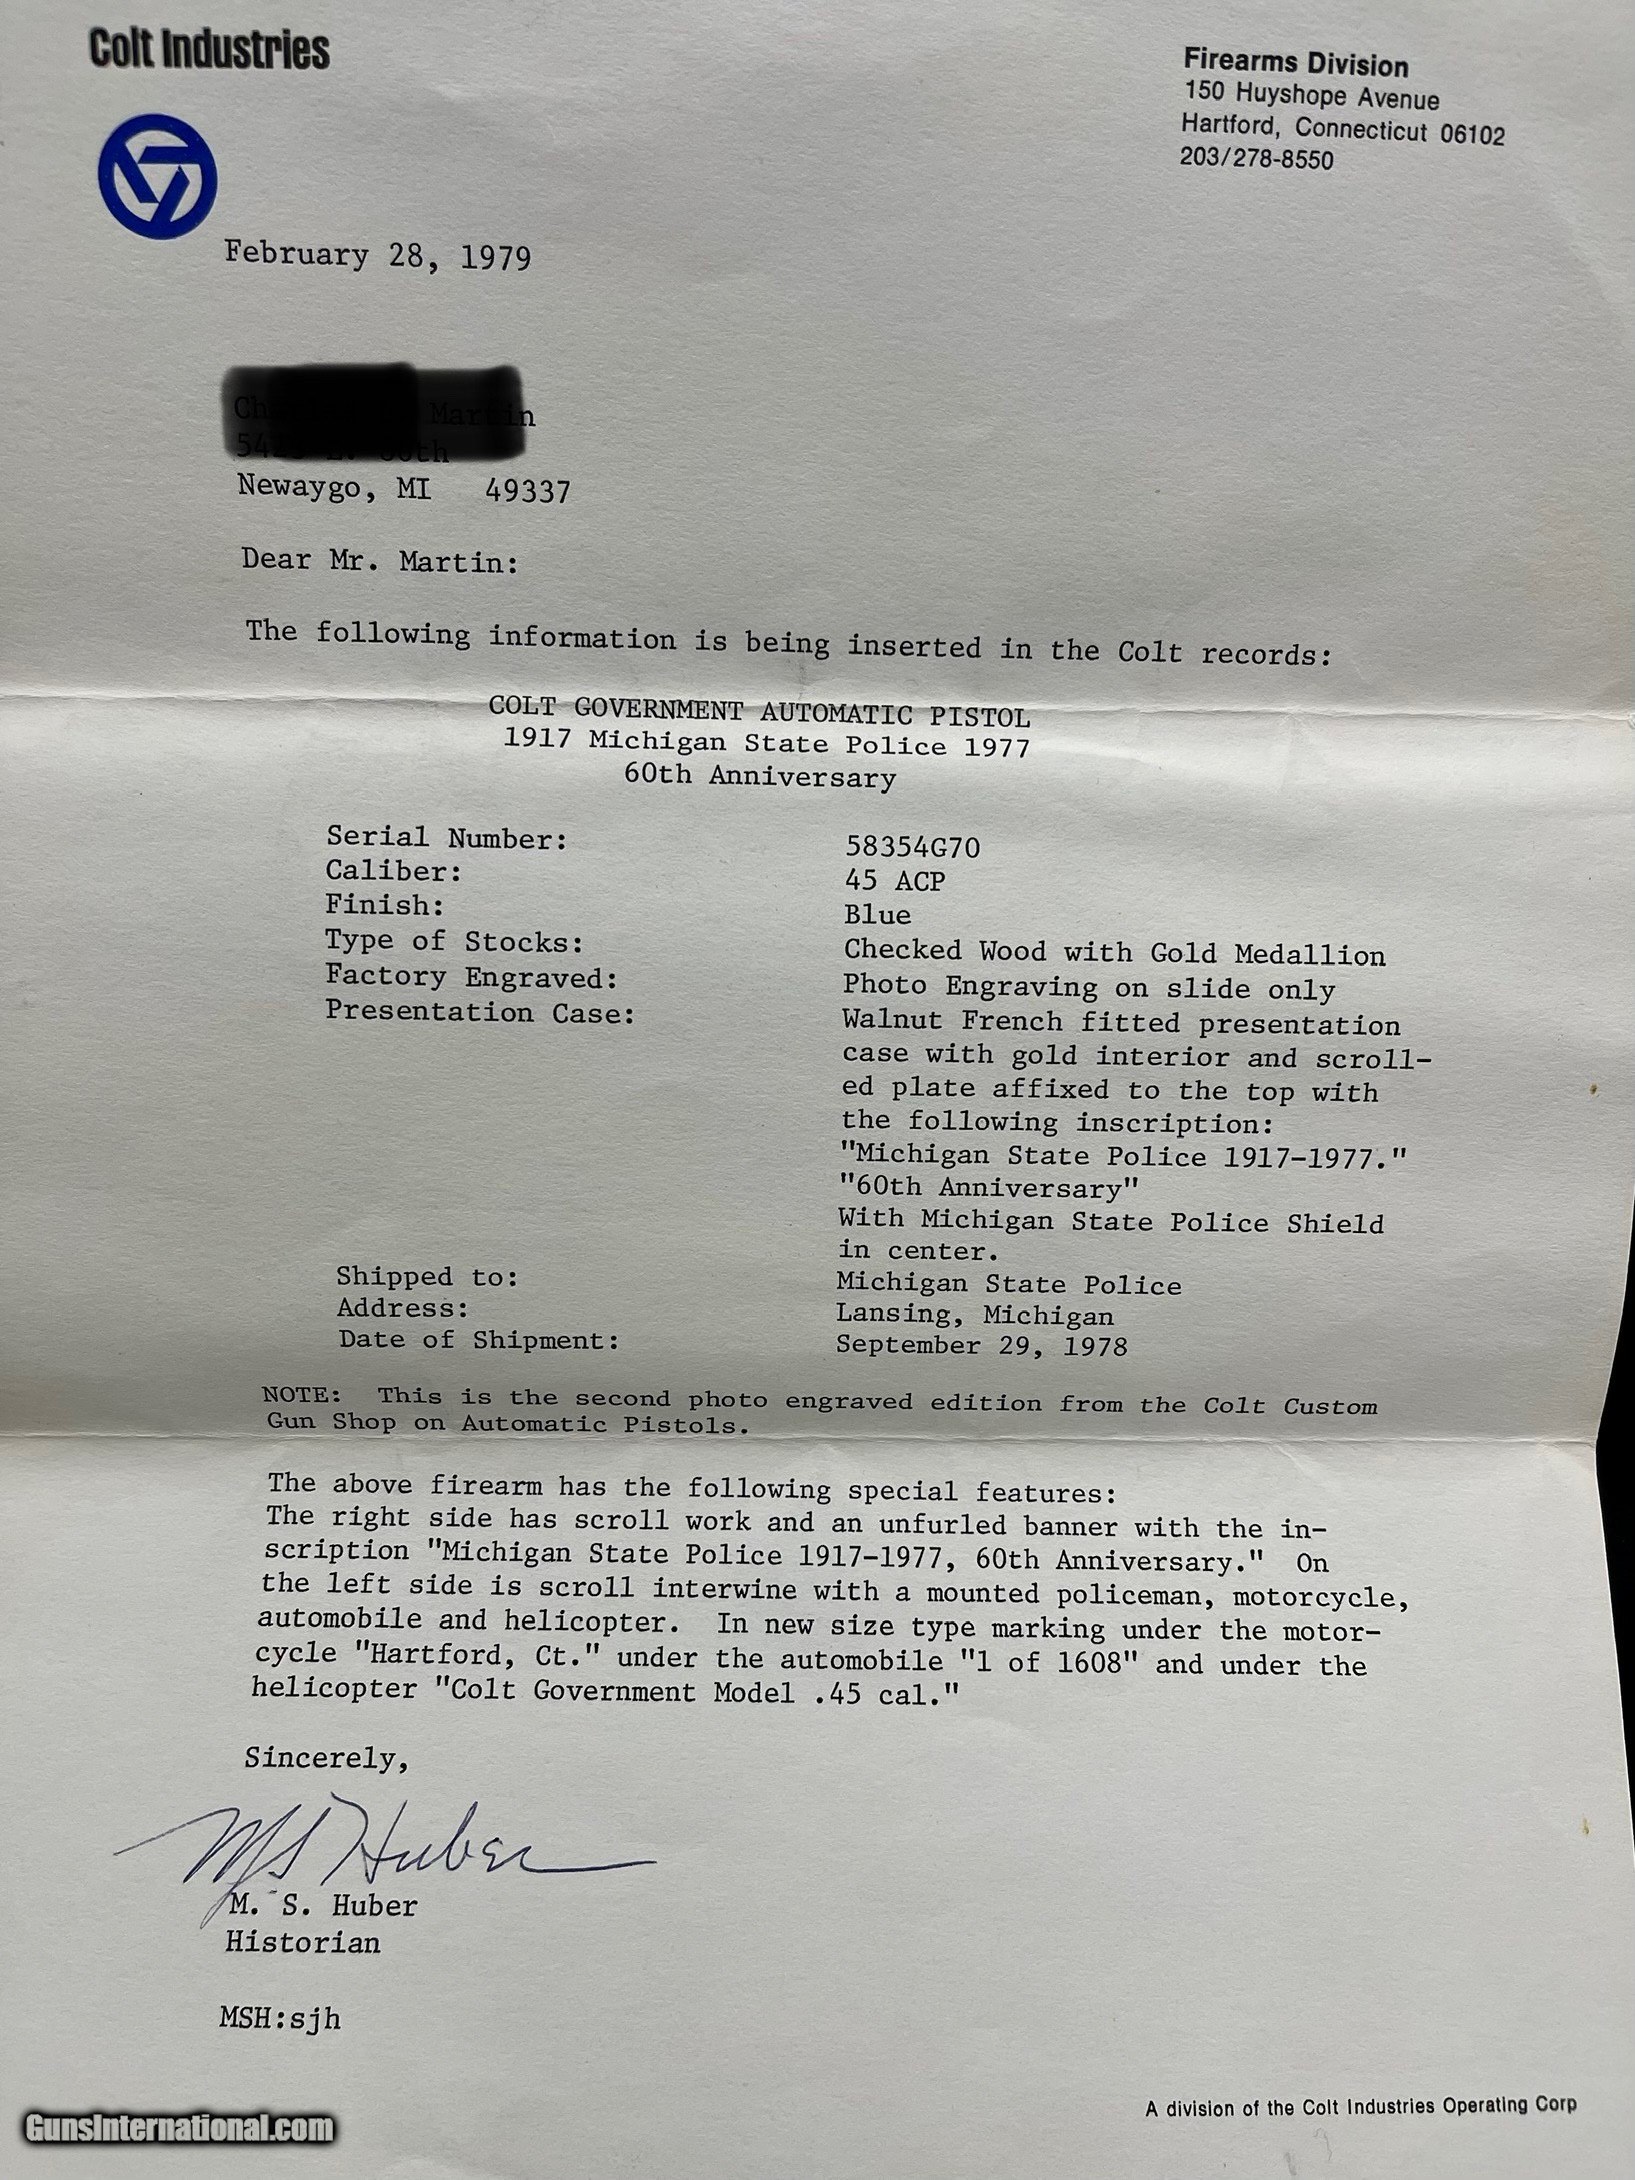 Colt Industries
Firearms Division
150 Huyshope Avenue
Hartford, Connecticut 06102
203/278-8550
February 28, 1979
Martin
Newaygo, MI 49337
Dear Mr. Martin:
The following information is being inserted in the Colt records:
COLT GOVERNMENT AUTOMATIC PISTOL
1917 Michigan State Police 1977
60th Anniversary
Serial Number: 58354G70
Caliber: 45 ACP
Finish: Blue
Type of Stocks: Checked Wood with Gold Medallion
Factory Engraved: Photo Engraving on slide only
Presentation Case: Walnut French fitted presentation
case with gold interior and scroll-
ed plate affixed to the top with
the following inscription:
"Michigan State Police 1917-1977."
"60th Anniversary"
With Michigan State Police Shield
in center.
Shipped to: Michigan State Police
Address: Lansing, Michigan
Date of Shipment: September 29, 1978
NOTE: This is the second photo engraved edition from the Colt Custom
Gun Shop on Automatic Pistols.
The above firearm has the following special features:
The right side has scroll work and an unfurled banner with the in-
scription "Michigan State Police 1917-1977, 60th Anniversary." On
the left side is scroll interwine with a mounted policeman, motorcycle,
automobile and helicopter. In new size type marking under the motor-
cycle "Hartford, Ct." under the automobile "1 of 1608" and under the
helicopter "Colt Government Model .45 cal."
Sincerely,
MS Huber
M. S. Huber
Historian
MSH:sjh
A division of the Colt Industries Operating Corp
GunsInternational.com